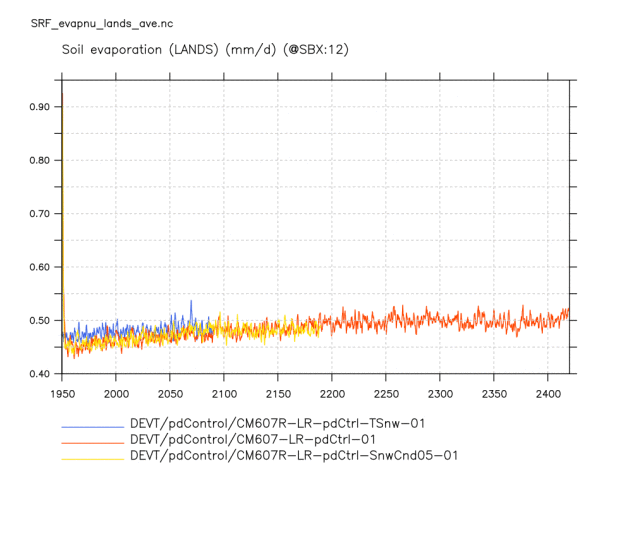 SRF_evapnu_lands_ave.nc
Soil evaporation (LANDS) (mm/d) (@SBX:12)
0.90
0.80
0.70
0.60
0.50
0.40
1950 2000 2050 2100 2150 2200 2250 2300 2350 2400
DEVT/pdControl/CM607R-LR-pdCtrl-TSnw-01
DEVT/pdControl/CM607-LR-pdCtrl-01
DEVT/pdControl/CM607R-LR-pdCtrl-SnwCnd05-01